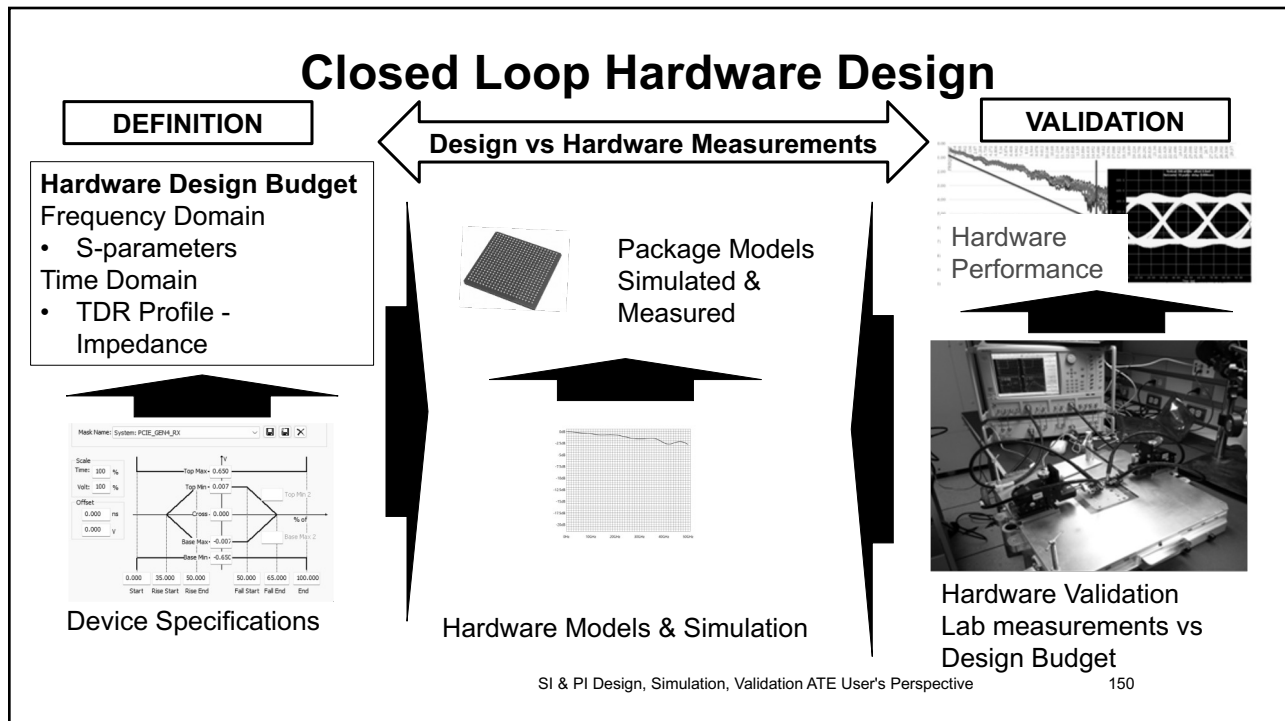 Closed Loop Hardware Design
DEFINITION
Design vs Hardware Measurements
VALIDATION
Hardware Design Budget
Frequency Domain
• S-parameters
Time Domain
• TDR Profile -
Impedance
Package Models
Simulated &
Measured
Hardware
Performance
Mask Name: System: PCIE_GEN4_RX
Scale
Time: 100 %
Volt: 100 %
Offset
0.000 ns
0.000 V
V
Top Max 0.650
Top Min 0.007
Top Min 2
Cross 0.000
% of
Base Max -0.007
Base Max 2
Base Min -0.650
0.000 35.000 50.000 50.000 65.000 100.000
Start Rise Start Rise End Fall Start Fall End End
Device Specifications
Hardware Models & Simulation
Hardware Validation
Lab measurements vs
Design Budget
SI & PI Design, Simulation, Validation ATE User's Perspective 150